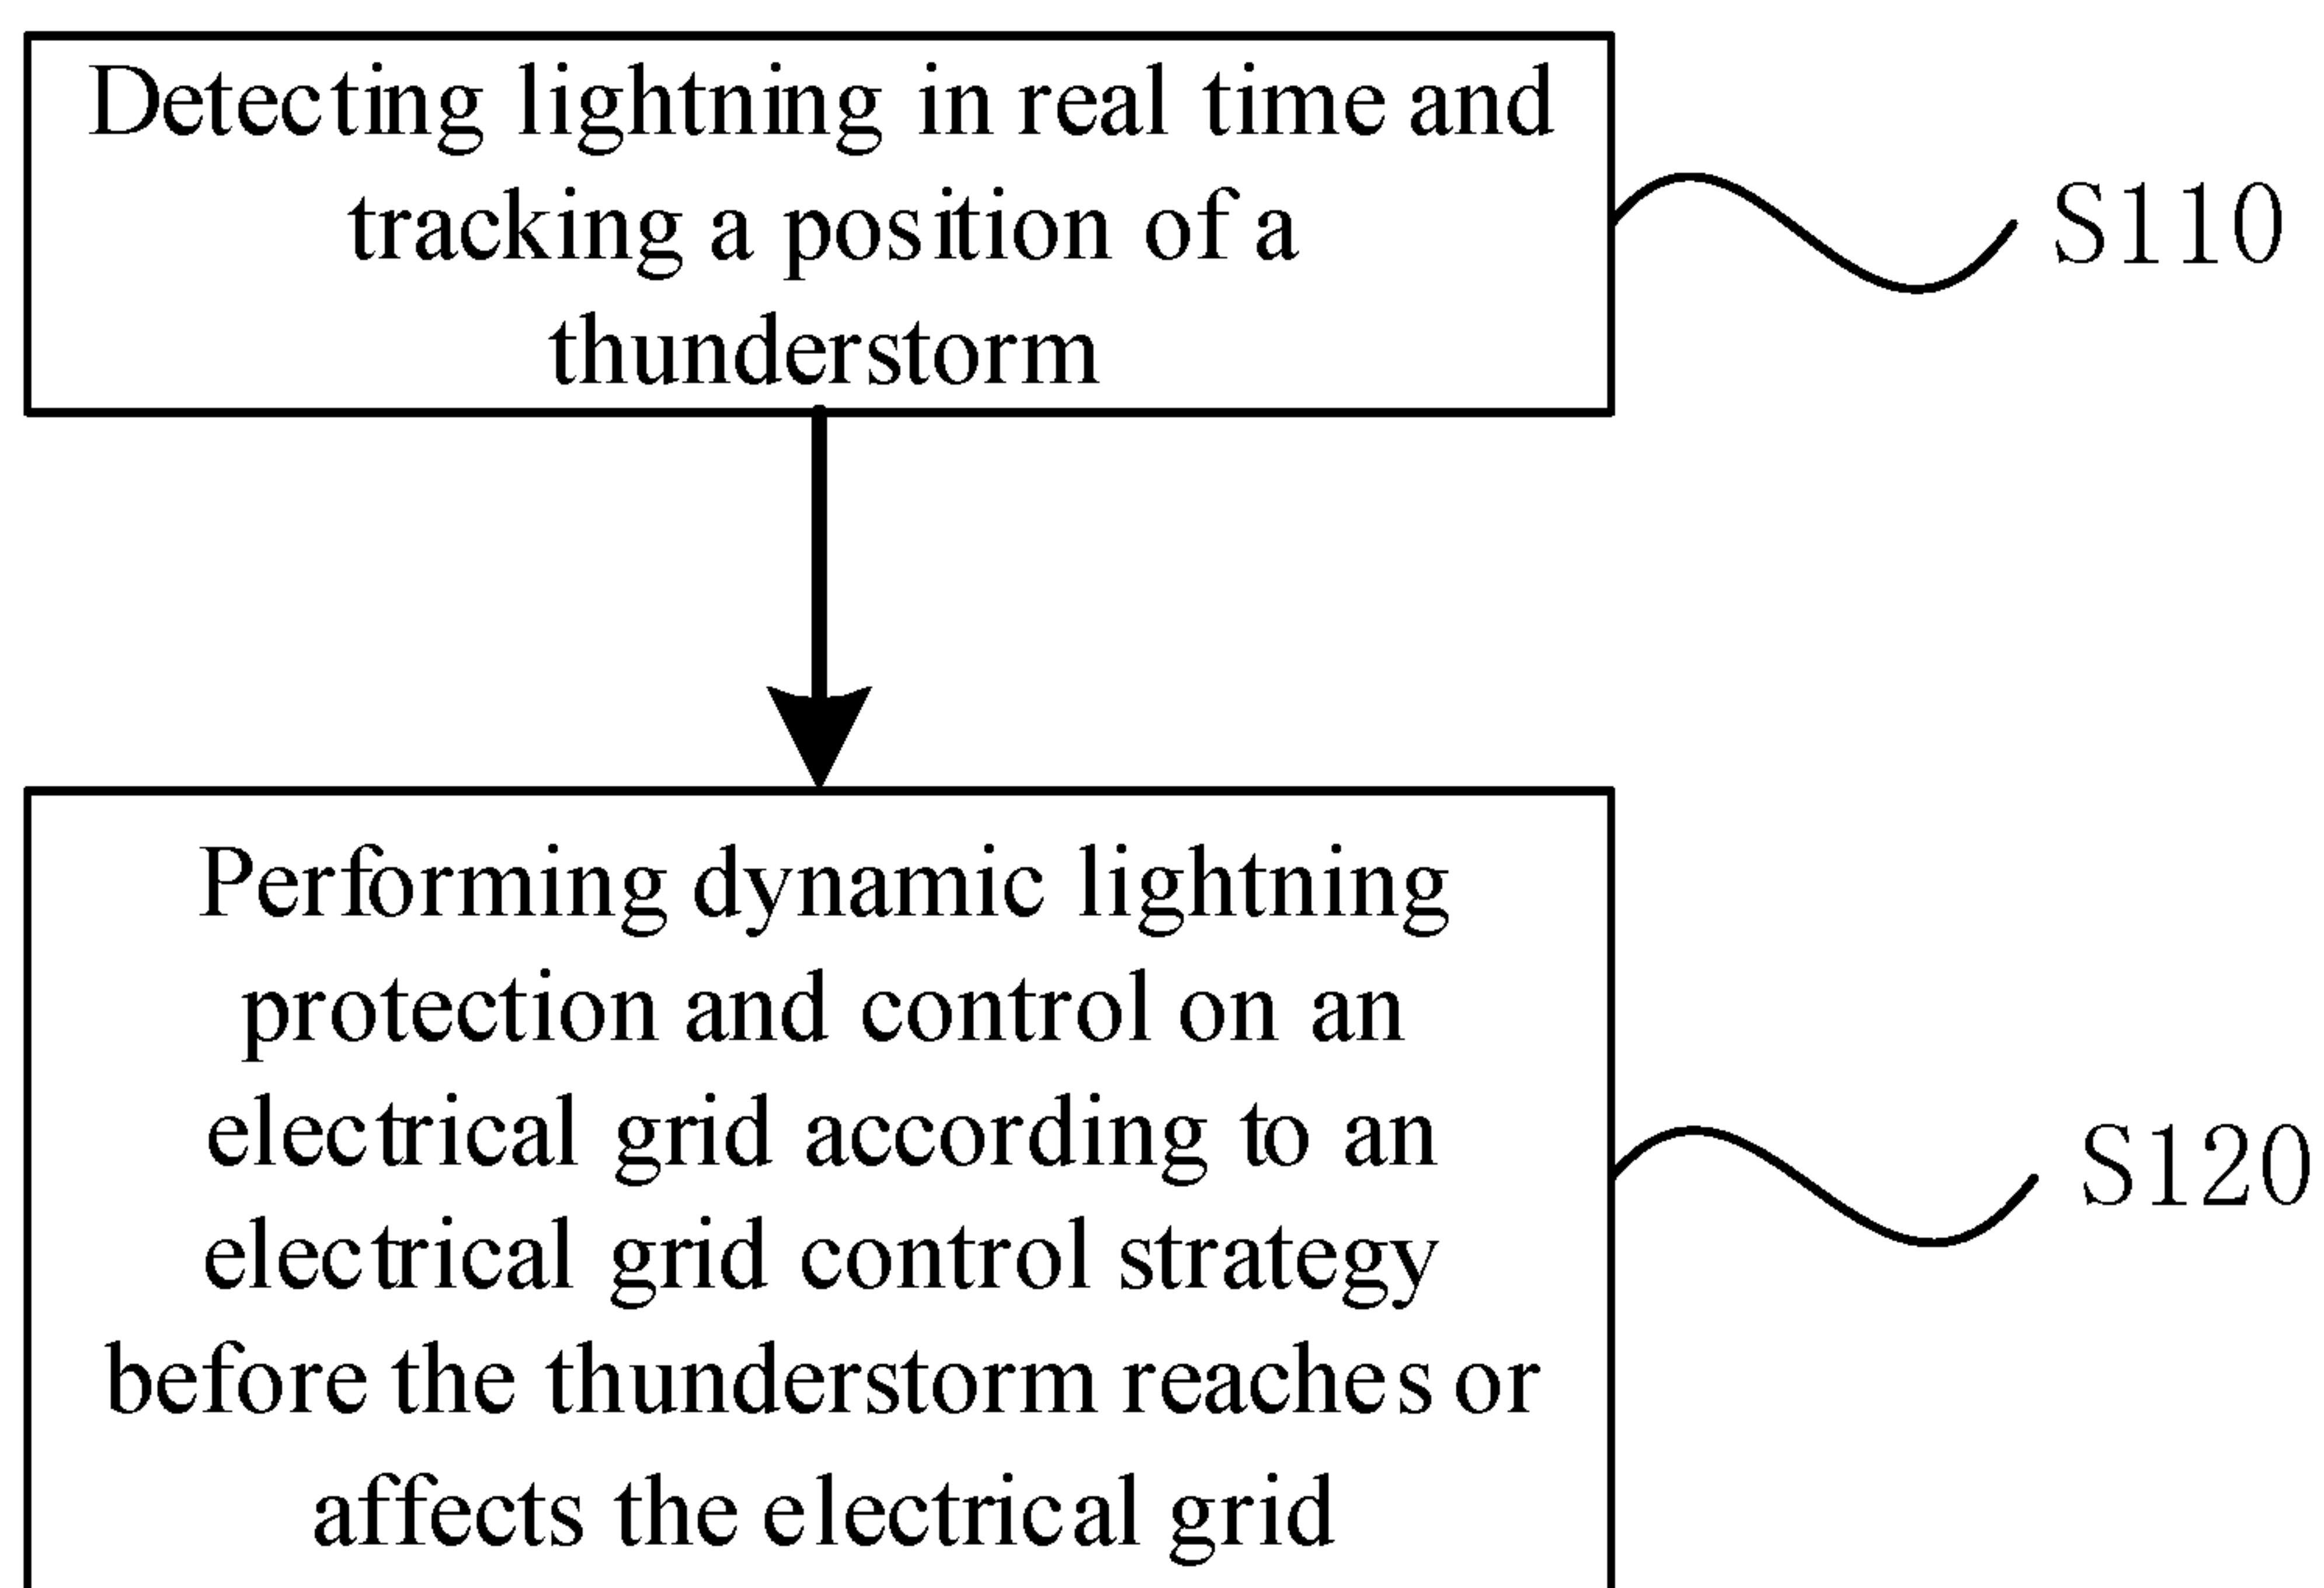 Detecting lightning in real time and
tracking a position of a
thunderstorm
S110
Performing dynamic lightning
protection and control on an
electrical grid according to an
electrical grid control strategy
before the thunderstorm reaches or
affects the electrical grid
S120